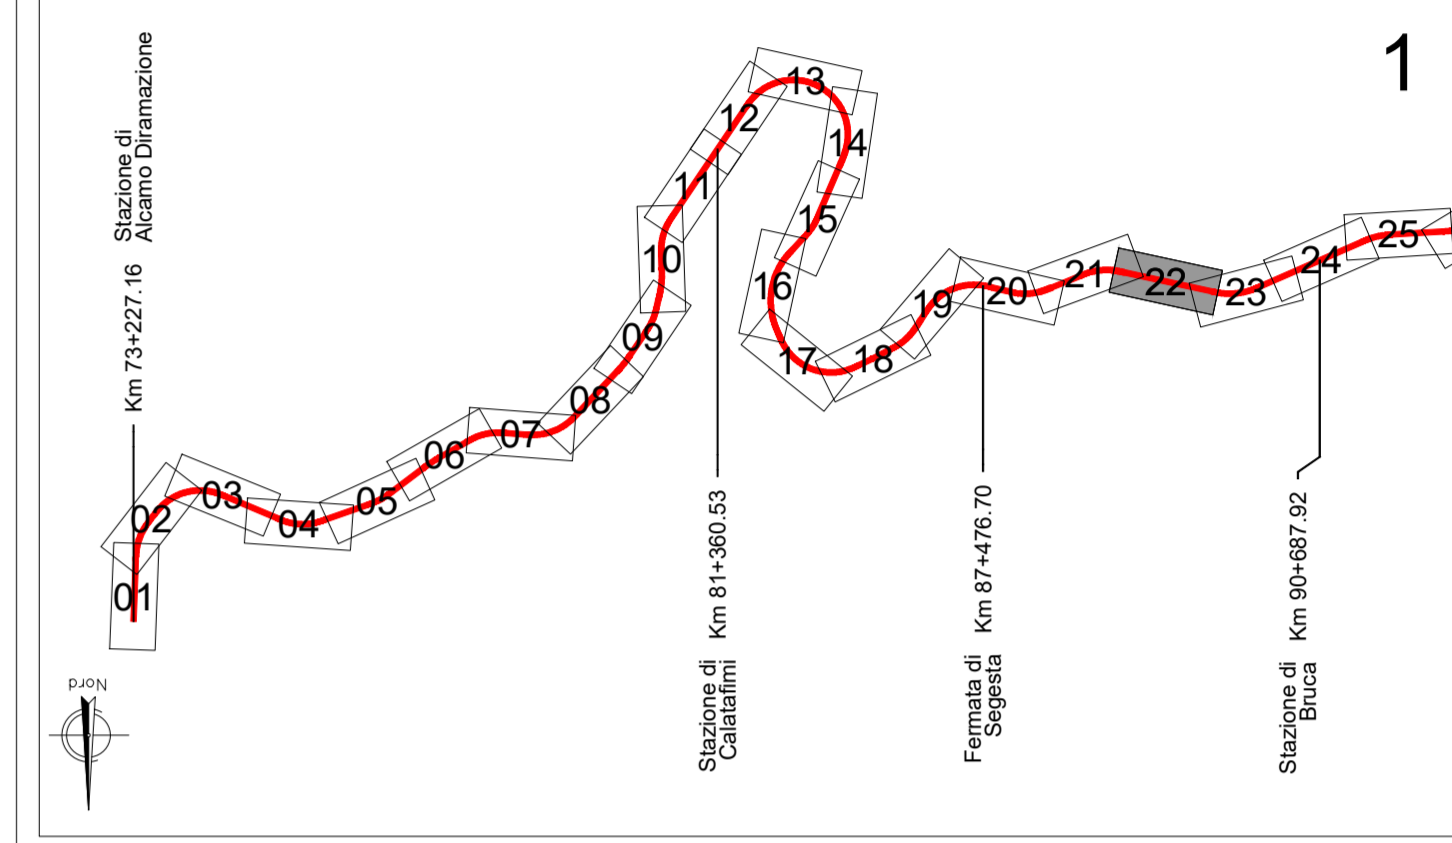 1
Stazione di
Alcamo Diramazione
Km 73+227.16
01
02
03
04
05
06
07
08
09
10
11
12
13
14
15
16
17
18
19
20
21
22
23
24
25
Stazione di
Calatafimi
Km 81+360.53
Fermata di
Segesta
Km 87+476.70
Stazione di
Bruca
Km 90+687.92
Nord